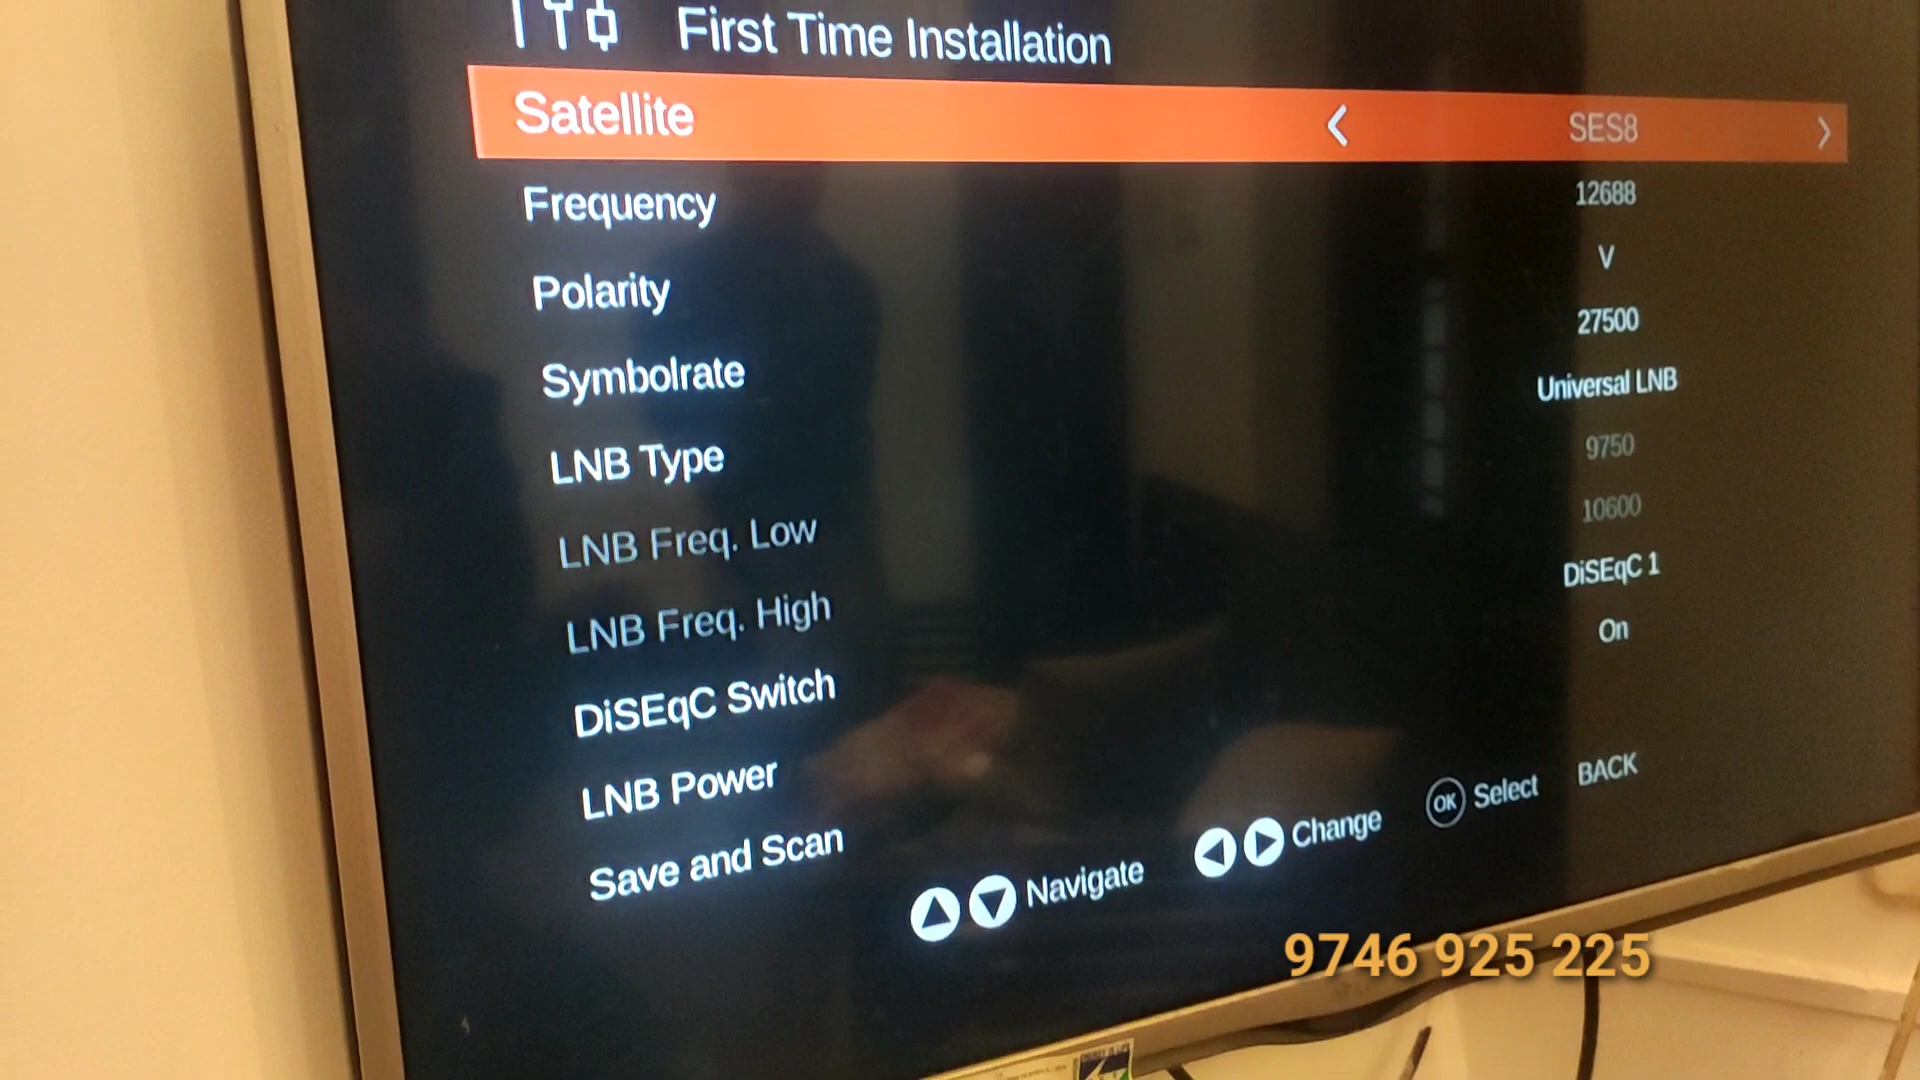 First Time Installation
Satellite SES8
Frequency 12688
Polarity V
Symbolrate 27500
LNB Type Universal LNB
LNB Freq. Low 9750
LNB Freq. High 10600
DiSEqC Switch DiSEqC 1
LNB Power On
Save and Scan
Navigate Change OK Select BACK
9746 925 225